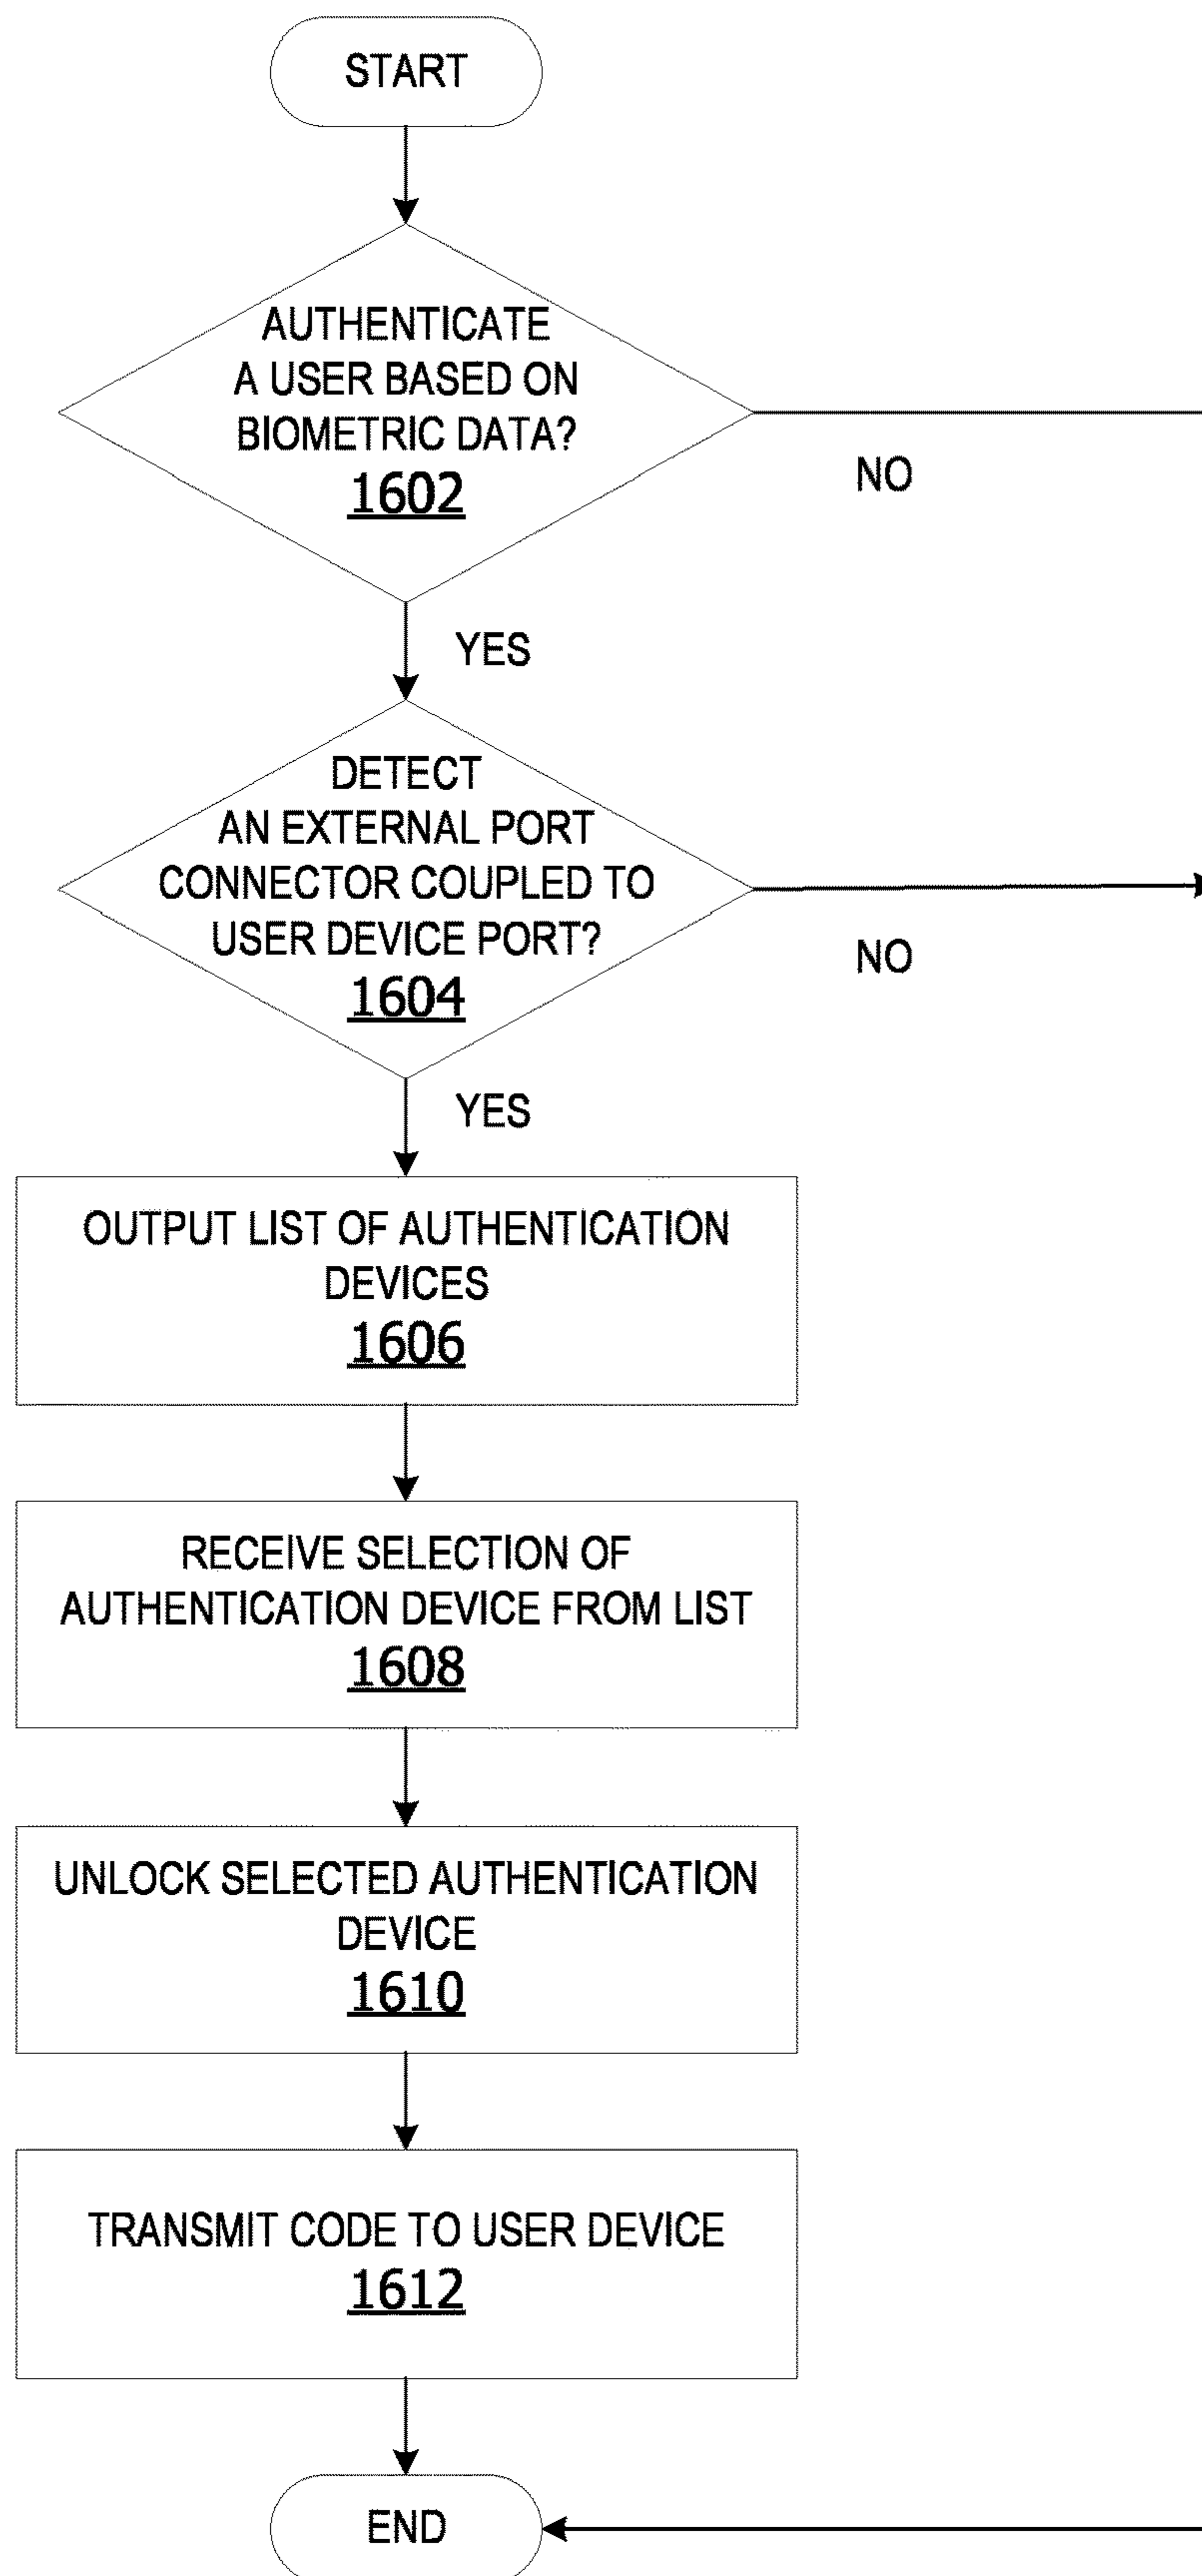 START
AUTHENTICATE
A USER BASED ON
BIOMETRIC DATA?
1602
NO
YES
DETECT
AN EXTERNAL PORT
CONNECTOR COUPLED TO
USER DEVICE PORT?
1604
NO
YES
OUTPUT LIST OF AUTHENTICATION
DEVICES
1606
RECEIVE SELECTION OF
AUTHENTICATION DEVICE FROM LIST
1608
UNLOCK SELECTED AUTHENTICATION
DEVICE
1610
TRANSMIT CODE TO USER DEVICE
1612
END